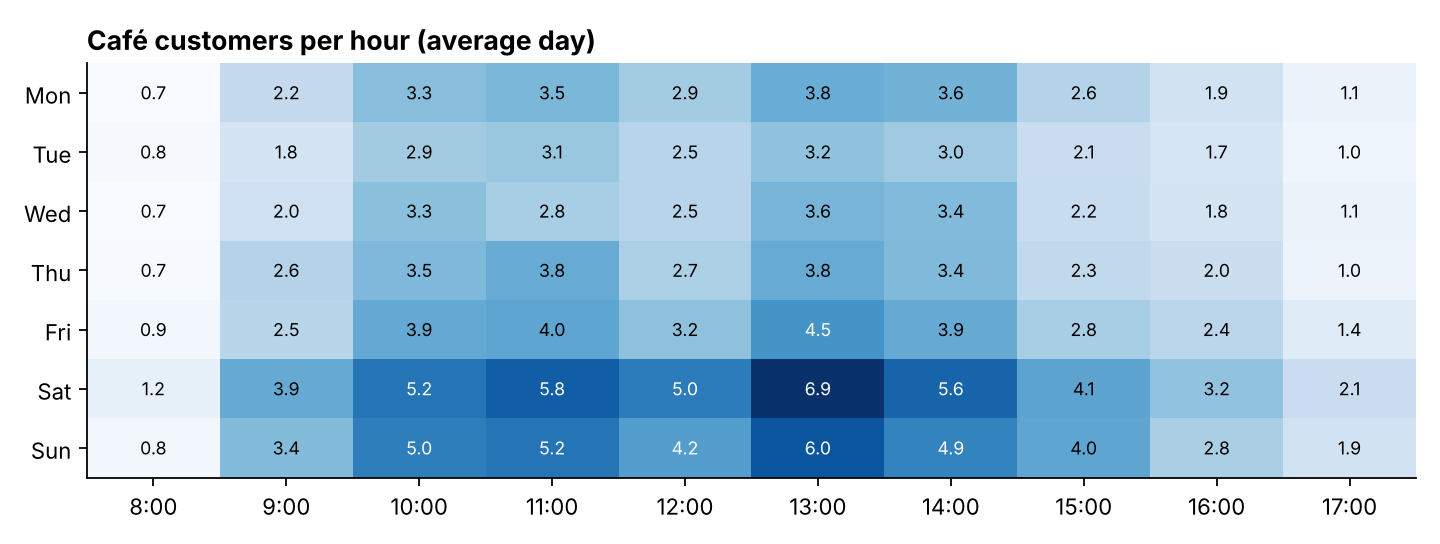 Café customers per hour (average day)
Mon 0.7 2.2 3.3 3.5 2.9 3.8 3.6 2.6 1.9 1.1
Tue 0.8 1.8 2.9 3.1 2.5 3.2 3.0 2.1 1.7 1.0
Wed 0.7 2.0 3.3 2.8 2.5 3.6 3.4 2.2 1.8 1.1
Thu 0.7 2.6 3.5 3.8 2.7 3.8 3.4 2.3 2.0 1.0
Fri 0.9 2.5 3.9 4.0 3.2 4.5 3.9 2.8 2.4 1.4
Sat 1.2 3.9 5.2 5.8 5.0 6.9 5.6 4.1 3.2 2.1
Sun 0.8 3.4 5.0 5.2 4.2 6.0 4.9 4.0 2.8 1.9
8:00 9:00 10:00 11:00 12:00 13:00 14:00 15:00 16:00 17:00